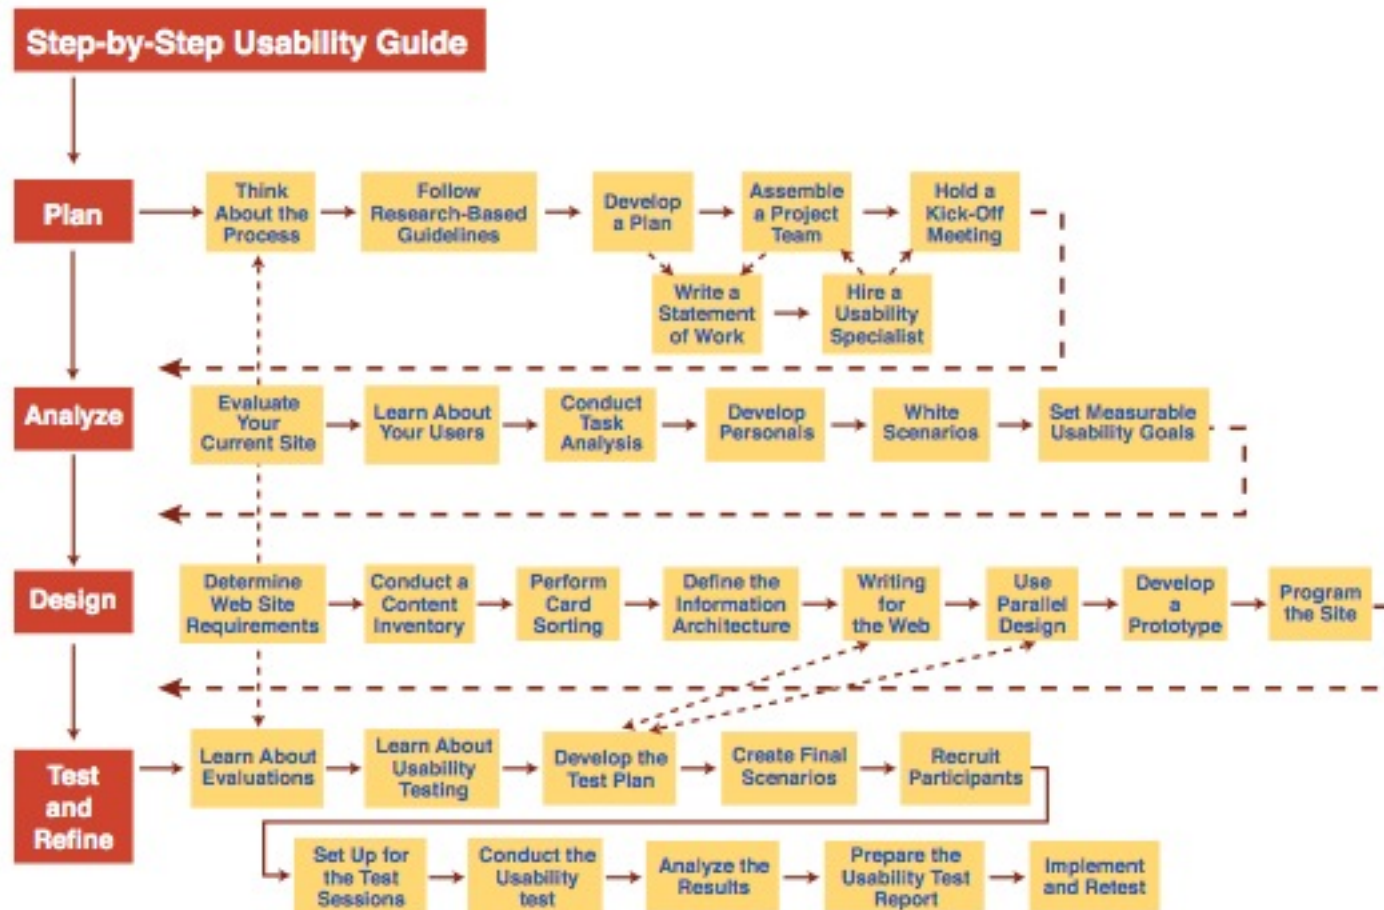 Step-by-Step Usability Guide
Plan
Think
About the
Process
Follow
Research-Based
Guidelines
Develop
a Plan
Assemble
a Project
Team
Hold a
Kick-Off
Meeting
Write a
Statement
of Work
Hire a
Usability
Specialist
Analyze
Evaluate
Your
Current Site
Learn About
Your Users
Conduct
Task
Analysis
Develop
Personals
White
Scenarios
Set Measurable
Usability Goals
Design
Determine
Web Site
Requirements
Conduct a
Content
Inventory
Perform
Card
Sorting
Define the
Information
Architecture
Writing
for
the Web
Use
Parallel
Design
Develop
a
Prototype
Program
the Site
Test
and
Refine
Learn About
Evaluations
Learn About
Usability
Testing
Develop the
Test Plan
Create Final
Scenarios
Recruit
Participants
Set Up for
the Test
Sessions
Conduct the
Usability
test
Analyze the
Results
Prepare the
Usability Test
Report
Implement
and Retest